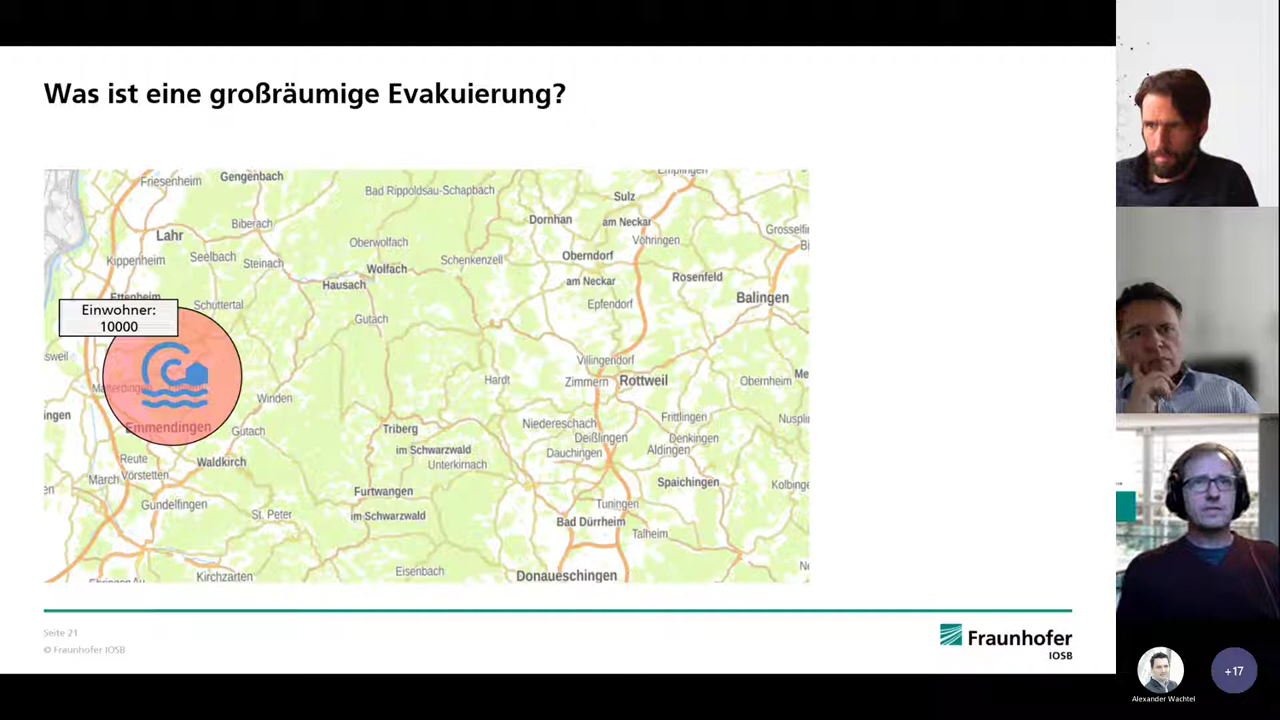 Was ist eine großräumige Evakuierung?
Friesenheim
Gengenbach
Bad Rippoldsau-Schapbach
Sulz
am Neckar
Dornhan
Biberach
Lahr
Oberwolfach
Vöhringen
Kippenheim
Seelbach
Steinach
Wolfach
Schenkenzell
Oberndorf
am Neckar
Hausach
Rosenfeld
Balingen
Ettenheim
Schuttertal
Epfendorf
Einwohner:
10000
Gutach
Villingendorf
Hardt
Zimmern
Rottweil
Obernheim
Winden
Emmendingen
Gutach
Triberg
im Schwarzwald
Niedereschach
Deißlingen
Frittlingen
Denkingen
Dauchingen
Aldingen
Reute
Waldkirch
Unterkirnach
March
Vörstetten
Spaichingen
Furtwangen
im Schwarzwald
Gundelfingen
St. Peter
Tuningen
Bad Dürrheim
Talheim
Kirchzarten
Eisenbach
Donaueschingen
Seite 21
© Fraunhofer IOSB
Fraunhofer
IOSB
+17
Alexander Wachtel